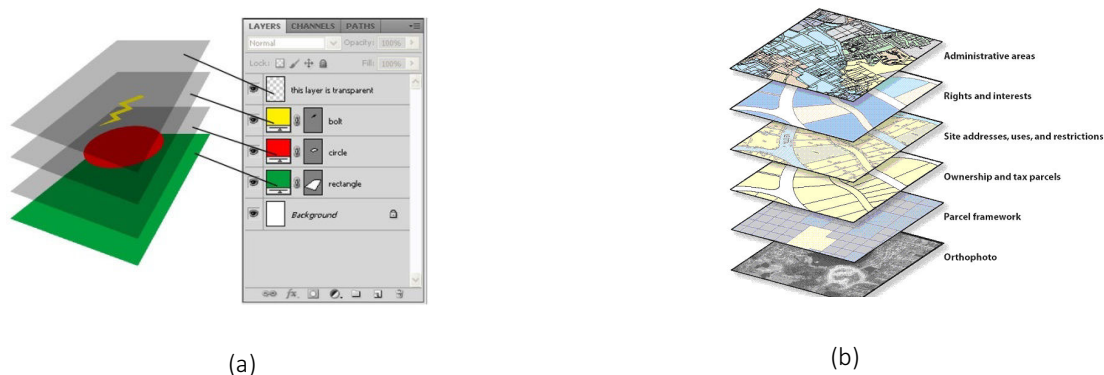 LAYERS CHANNELS PATHS
Normal Opacity: 100%
Lock: Fill: 100%
this layer is transparent
bolt
circle
rectangle
Background
fx.
(a)
Administrative areas
Rights and interests
Site addresses, uses, and restrictions
Ownership and tax parcels
Parcel framework
Orthophoto
(b)